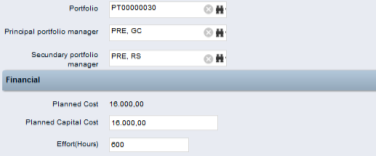 Portfolio PT00000030
Principal portfolio manager PRE, GC
Secundary portfolio manager PRE, RS
Financial
Planned Cost 16.000,00
Planned Capital Cost 16.000,00
Effort(Hours) 600